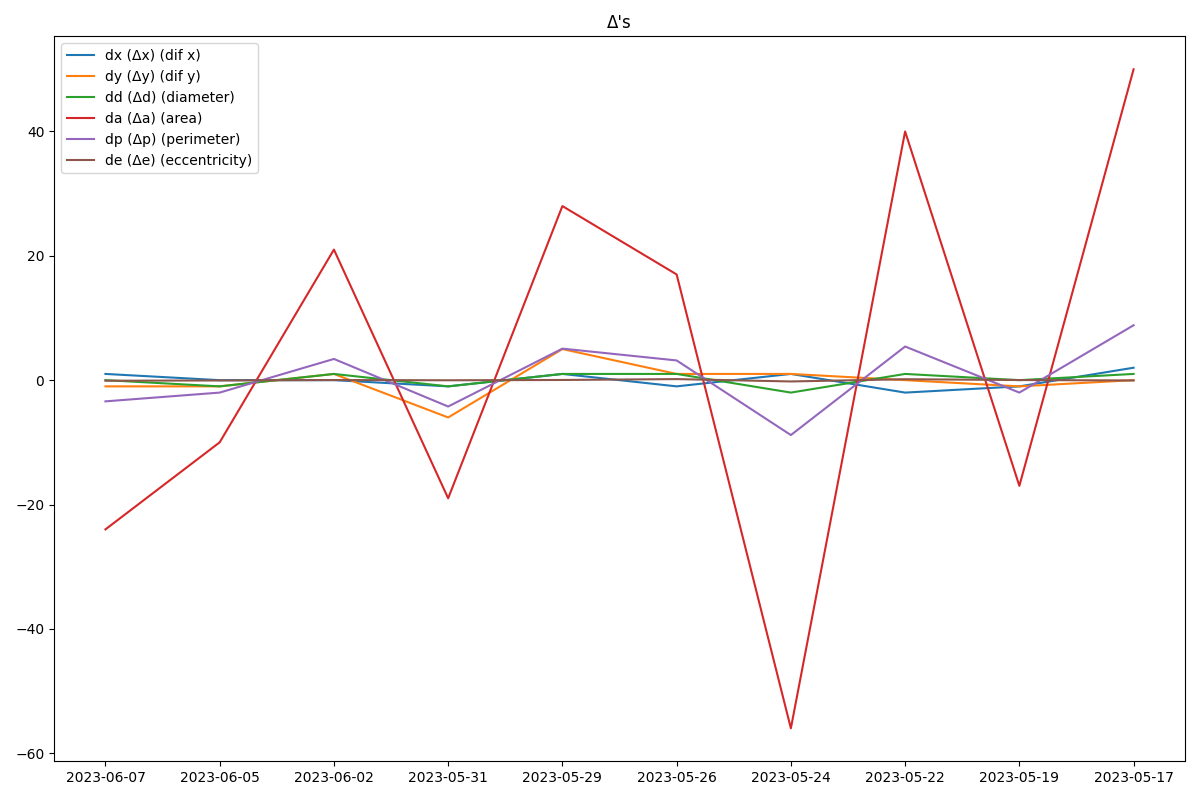 Δ's
dx (Δx) (dif x)
dy (Δy) (dif y)
dd (Δd) (diameter)
da (Δa) (area)
dp (Δp) (perimeter)
de (Δe) (eccentricity)
40
20
0
−20
−40
−60
2023-06-07 2023-06-05 2023-06-02 2023-05-31 2023-05-29 2023-05-26 2023-05-24 2023-05-22 2023-05-19 2023-05-17